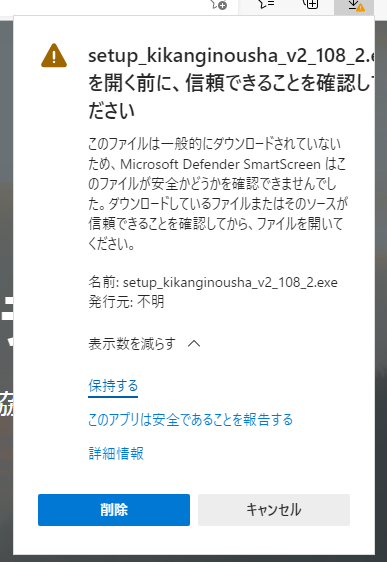 setup_kikanginousha_v2_108_2.e
を開く前に、信頼できることを確認し
ださい
このファイルは一般的にダウンロードされていない
ため、Microsoft Defender SmartScreen はこ
のファイルが安全かどうかを確認できませんでし
た。ダウンロードしているファイルまたはそのソースが
信頼できることを確認してから、ファイルを開いて
ください。
名前: setup_kikanginousha_v2_108_2.exe
発行元: 不明
表示数を減らす
保持する
このアプリは安全であることを報告する
詳細情報
削除
キャンセル